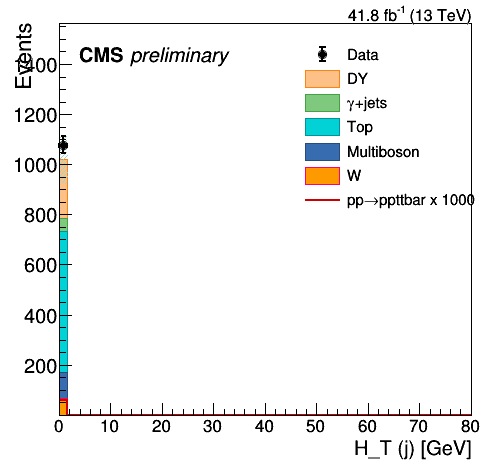 41.8 fb⁻¹ (13 TeV)
Events
CMS preliminary
Data
DY
γ+jets
Top
Multiboson
W
pp→ppttbar x 1000
1400
1200
1000
800
600
400
200
0 10 20 30 40 50 60 70 80
H_T (j) [GeV]